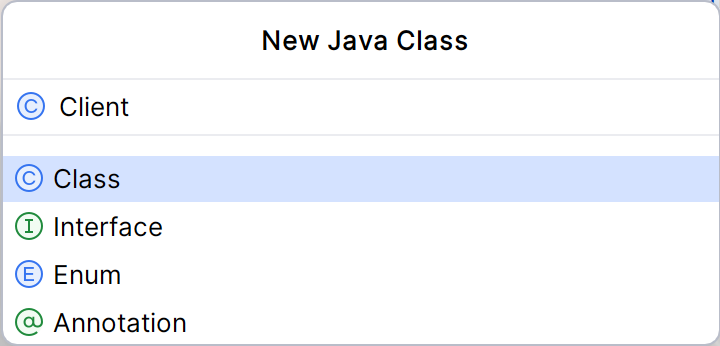 New Java Class
C Client
C Class
I Interface
E Enum
@ Annotation